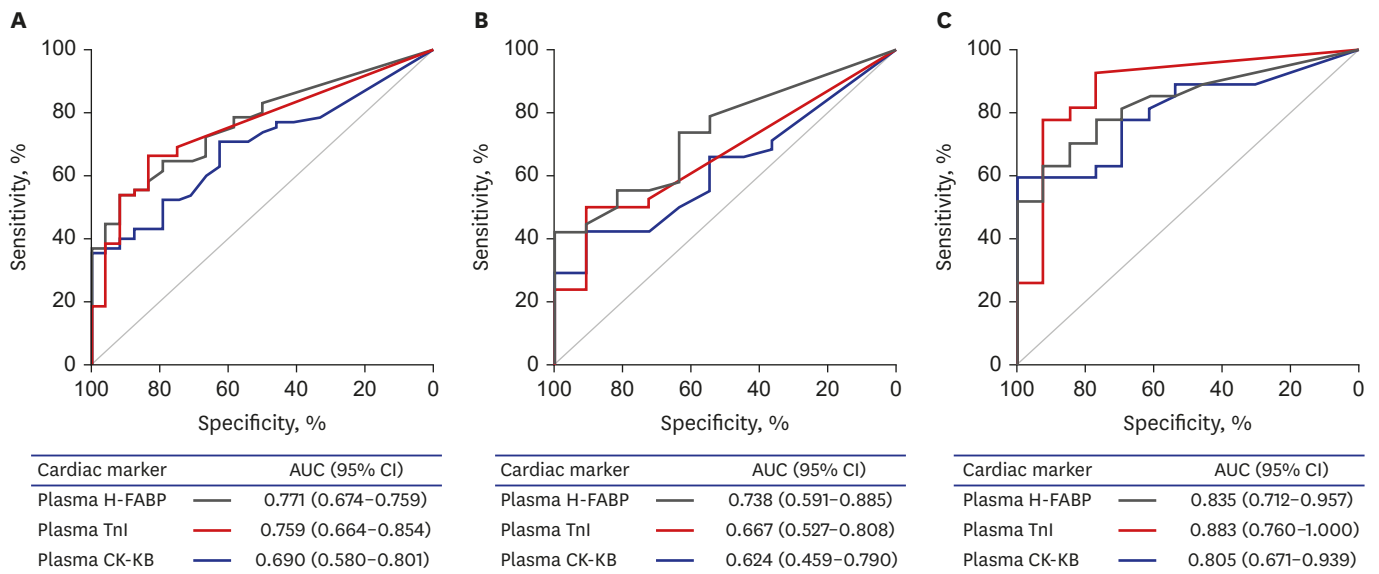 A
100
80
60
40
20
0
Sensitivity, %
100 80 60 40 20 0
Specificity, %
Cardiac marker AUC (95% CI)
Plasma H-FABP 0.771 (0.674–0.759)
Plasma TnI 0.759 (0.664–0.854)
Plasma CK-KB 0.690 (0.580–0.801)
B
100
80
60
40
20
0
Sensitivity, %
100 80 60 40 20 0
Specificity, %
Cardiac marker AUC (95% CI)
Plasma H-FABP 0.738 (0.591–0.885)
Plasma TnI 0.667 (0.527–0.808)
Plasma CK-KB 0.624 (0.459–0.790)
C
100
80
60
40
20
0
Sensitivity, %
100 80 60 40 20 0
Specificity, %
Cardiac marker AUC (95% CI)
Plasma H-FABP 0.835 (0.712–0.957)
Plasma TnI 0.883 (0.760–1.000)
Plasma CK-KB 0.805 (0.671–0.939)